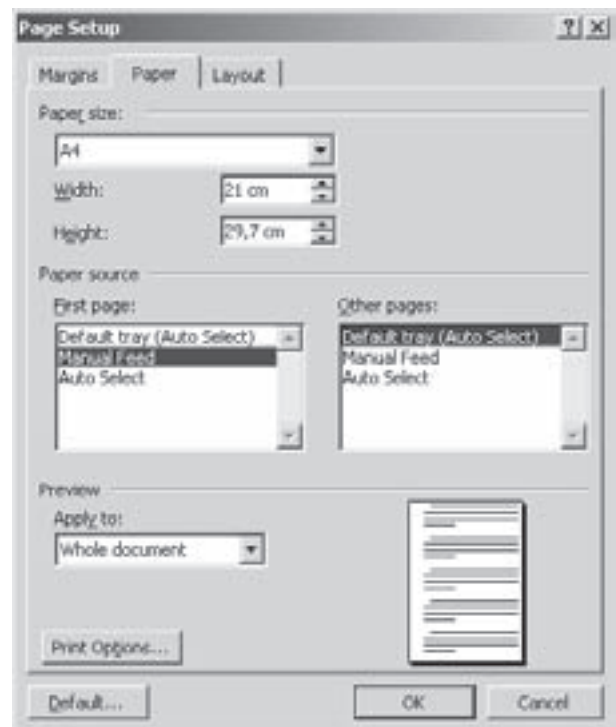 Page Setup
Margins Paper Layout
Paper size:
A4
Width: 21 cm
Height: 29,7 cm
Paper source
First page: Other pages:
Default tray (Auto Select) Default tray (Auto Select)
Manual Feed Manual Feed
Auto Select Auto Select
Preview
Apply to:
Whole document
Print Options...
Default... OK Cancel